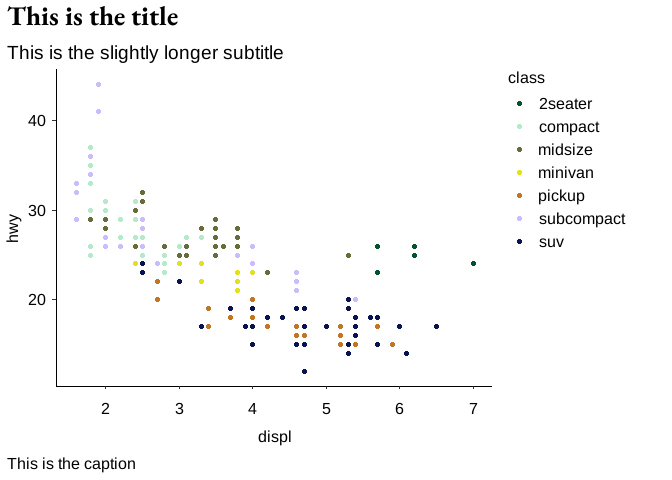 This is the title
This is the slightly longer subtitle
class
2seater
compact
midsize
minivan
pickup
subcompact
suv
40
30
20
hwy
2 3 4 5 6 7
displ
This is the caption